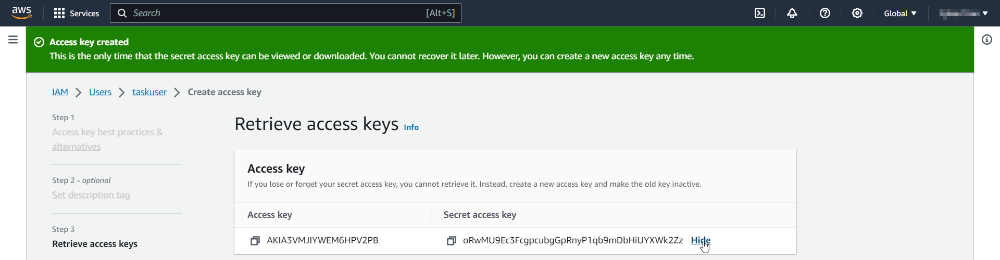 aws
Services
Search
[Alt+S]
Global
Access key created
This is the only time that the secret access key can be viewed or downloaded. You cannot recover it later. However, you can create a new access key any time.
IAM
Users
taskuser
Create access key
Step 1
Access key best practices &
alternatives
Step 2 - optional
Set description tag
Step 3
Retrieve access keys
Retrieve access keys Info
Access key
If you lose or forget your secret access key, you cannot retrieve it. Instead, create a new access key and make the old key inactive.
Access key
Secret access key
AKIA3VMJIYWEM6HPV2PB
oRwMU9Ec3FcgpcubgGpRnyP1qb9mDbHiUYXWk2Zz
Hide